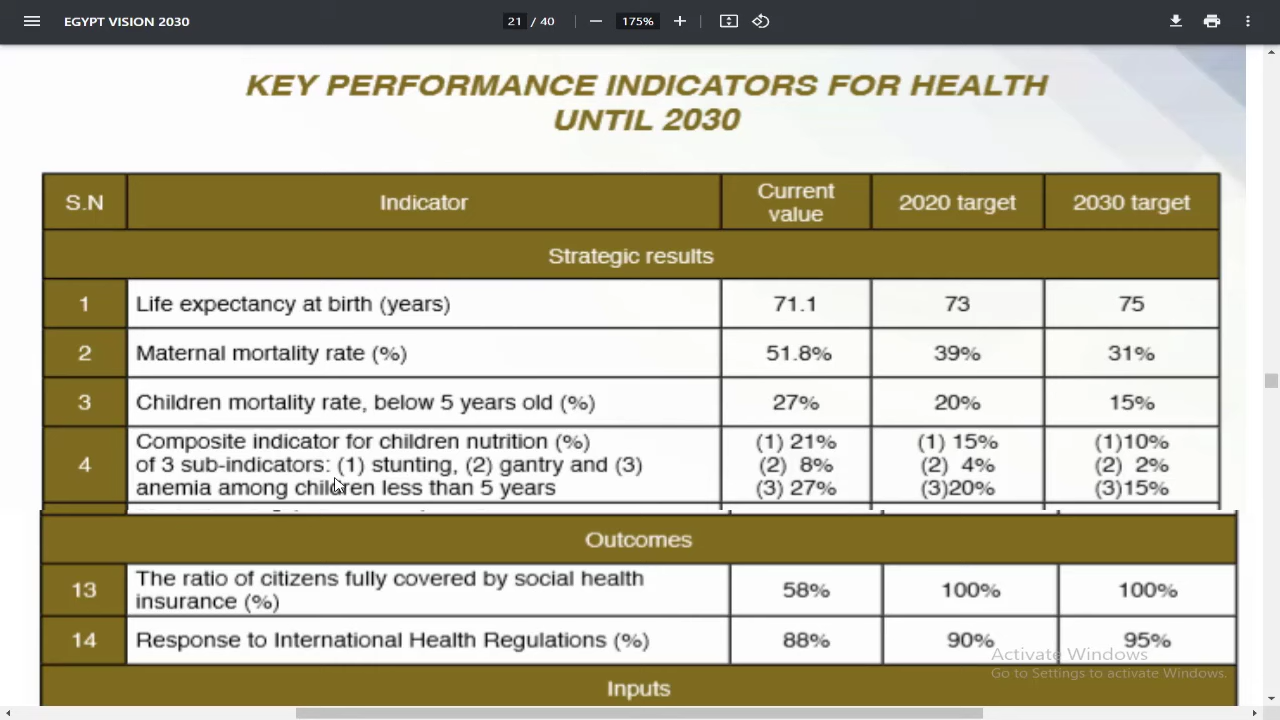 EGYPT VISION 2030
21 / 40
175%
KEY PERFORMANCE INDICATORS FOR HEALTH
UNTIL 2030
S.N Indicator Current value 2020 target 2030 target
Strategic results
1 Life expectancy at birth (years) 71.1 73 75
2 Maternal mortality rate (%) 51.8% 39% 31%
3 Children mortality rate, below 5 years old (%) 27% 20% 15%
Composite indicator for children nutrition (%) (1) 21% (1) 15% (1)10%
4 of 3 sub-indicators: (1) stunting, (2) gantry and (3) (2) 8% (2) 4% (2) 2%
anemia among children less than 5 years (3) 27% (3)20% (3)15%
Outcomes
13 The ratio of citizens fully covered by social health 58% 100% 100%
insurance (%)
14 Response to International Health Regulations (%) 88% 90% 95%
Activate Windows
Go to Settings to activate Windows.
Inputs